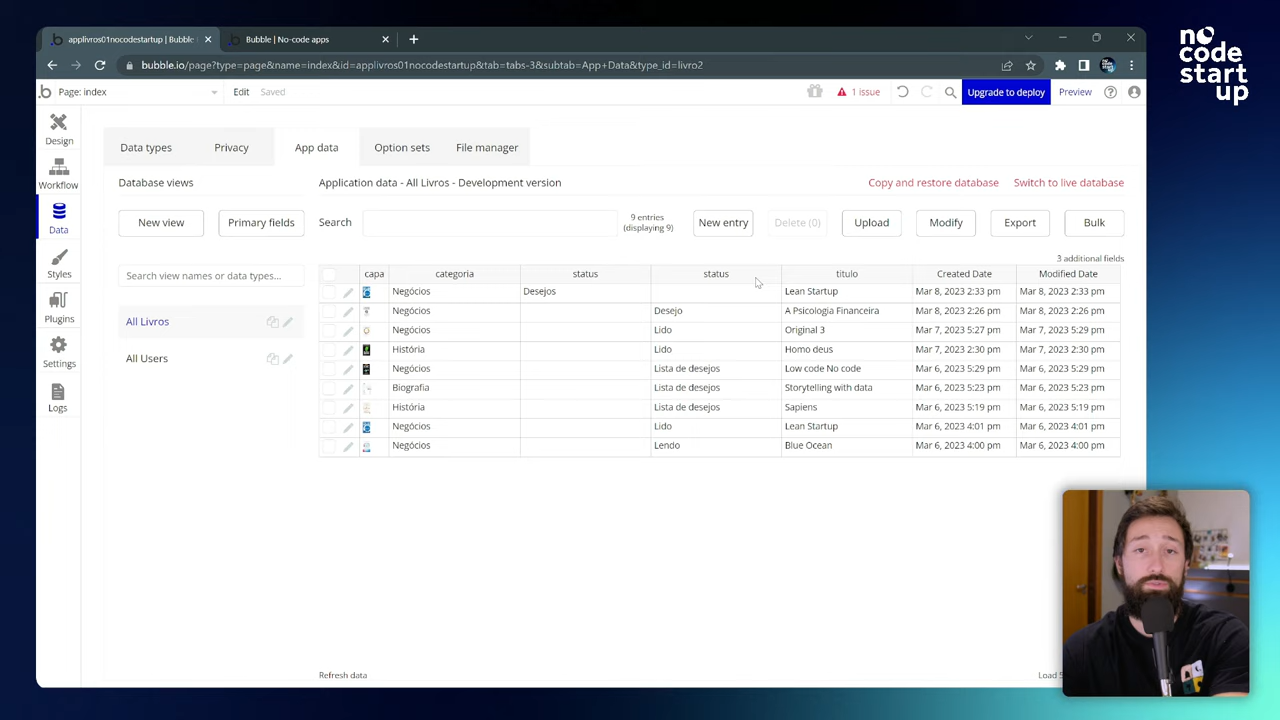 no
code
start
up
applivros01nocodestartup | Bubble
Bubble | No-code apps
bubble.io/page?type=page&name=index&id=applivros01nocodestartup&tab=tabs-3&subtab=App+Data&type_id=livro2
Page: index
Edit
Saved
1 issue
Upgrade to deploy
Preview
Design
Workflow
Data
Styles
Plugins
Settings
Logs
Data types
Privacy
App data
Option sets
File manager
Database views
Application data - All Livros - Development version
Copy and restore database
Switch to live database
New view
Primary fields
Search
9 entries
(displaying 9)
New entry
Delete (0)
Upload
Modify
Export
Bulk
3 additional fields
Search view names or data types...
All Livros
All Users
capa categoria status status titulo Created Date Modified Date
Negócios Desejos Lean Startup Mar 8, 2023 2:33 pm Mar 8, 2023 2:33 pm
Negócios Desejo A Psicologia Financeira Mar 8, 2023 2:26 pm Mar 8, 2023 2:26 pm
Negócios Lido Original 3 Mar 7, 2023 5:27 pm Mar 7, 2023 5:29 pm
História Lido Homo deus Mar 7, 2023 2:30 pm Mar 7, 2023 2:30 pm
Negócios Lista de desejos Low code No code Mar 6, 2023 5:29 pm Mar 6, 2023 5:29 pm
Biografia Lista de desejos Storytelling with data Mar 6, 2023 5:23 pm Mar 6, 2023 5:23 pm
História Lista de desejos Sapiens Mar 6, 2023 5:19 pm Mar 6, 2023 5:19 pm
Negócios Lido Lean Startup Mar 6, 2023 4:01 pm Mar 6, 2023 4:01 pm
Negócios Lendo Blue Ocean Mar 6, 2023 4:00 pm Mar 6, 2023 4:00 pm
Refresh data
Load